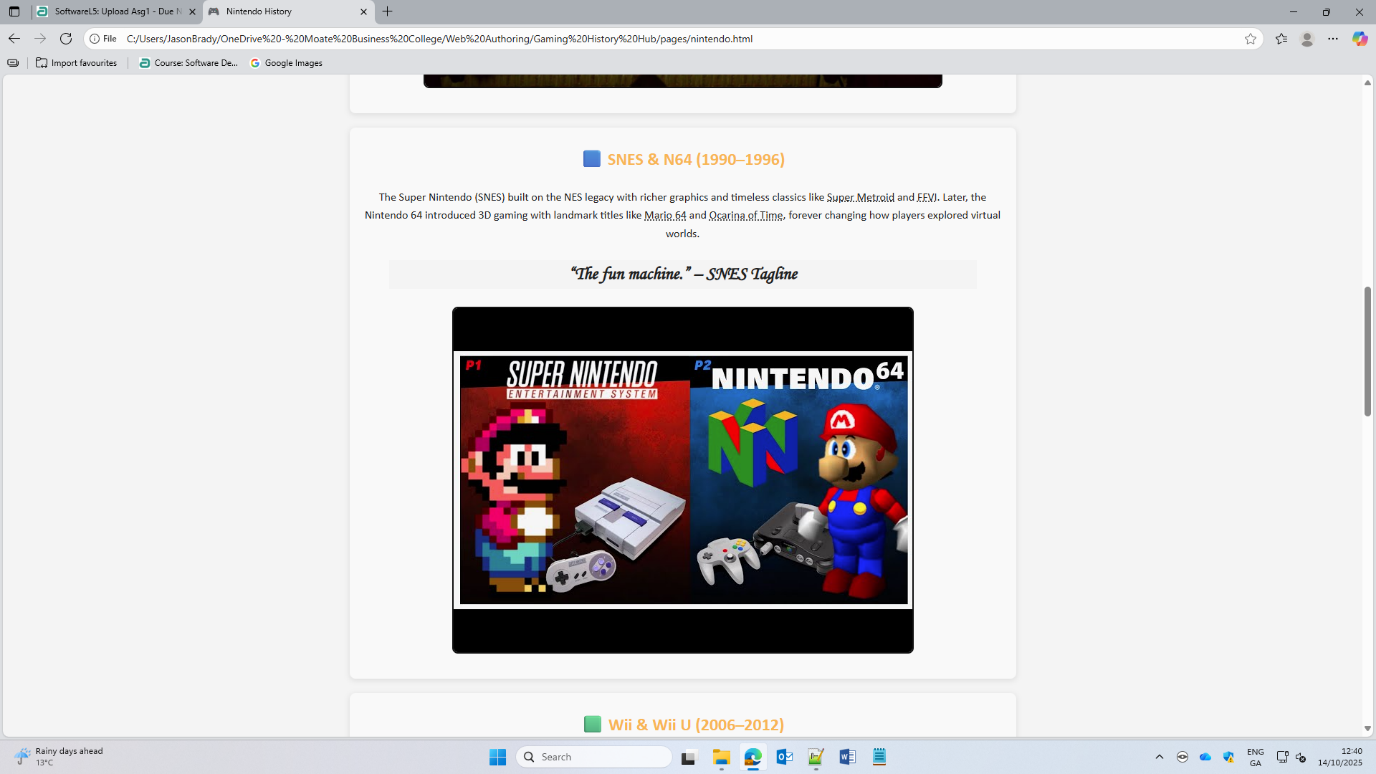 SoftwareL5: Upload Asg1 - Due N
Nintendo History
File
C:/Users/JasonBrady/OneDrive%20-%20Moate%20Business%20College/Web%20Authoring/Gaming%20History%20Hub/pages/nintendo.html
Import favourites
Course: Software De...
Google Images
SNES & N64 (1990–1996)
The Super Nintendo (SNES) built on the NES legacy with richer graphics and timeless classics like Super Metroid and FFVI. Later, the
Nintendo 64 introduced 3D gaming with landmark titles like Mario 64 and Ocarina of Time, forever changing how players explored virtual
worlds.
“The fun machine.” – SNES Tagline
P1
SUPER NINTENDO
ENTERTAINMENT SYSTEM
P2
NINTENDO 64
M
Wii & Wii U (2006–2012)
Rainy days ahead
13°C
Search
ENG
GA
12:40
14/10/2025